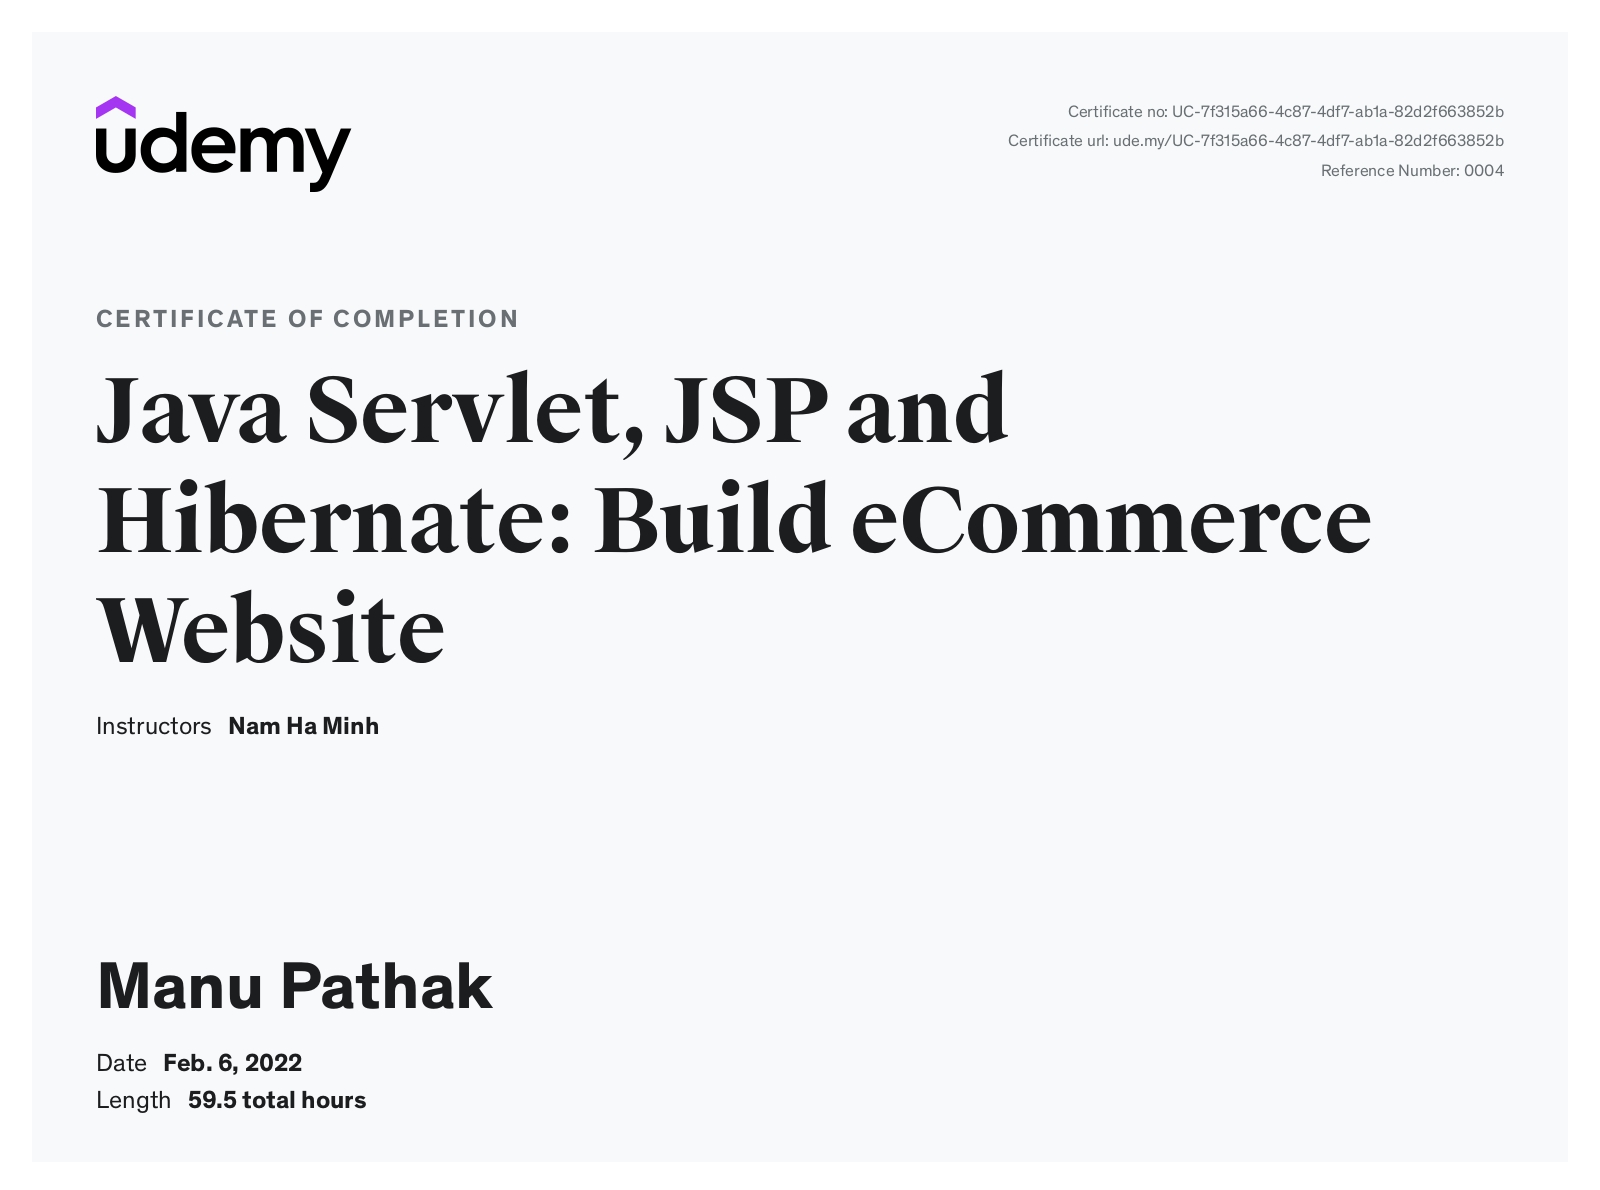 udemy
Certificate no: UC-7f315a66-4c87-4df7-ab1a-82d2f663852b
Certificate url: ude.my/UC-7f315a66-4c87-4df7-ab1a-82d2f663852b
Reference Number: 0004
CERTIFICATE OF COMPLETION
Java Servlet, JSP and
Hibernate: Build eCommerce
Website
Instructors Nam Ha Minh
Manu Pathak
Date Feb. 6, 2022
Length 59.5 total hours